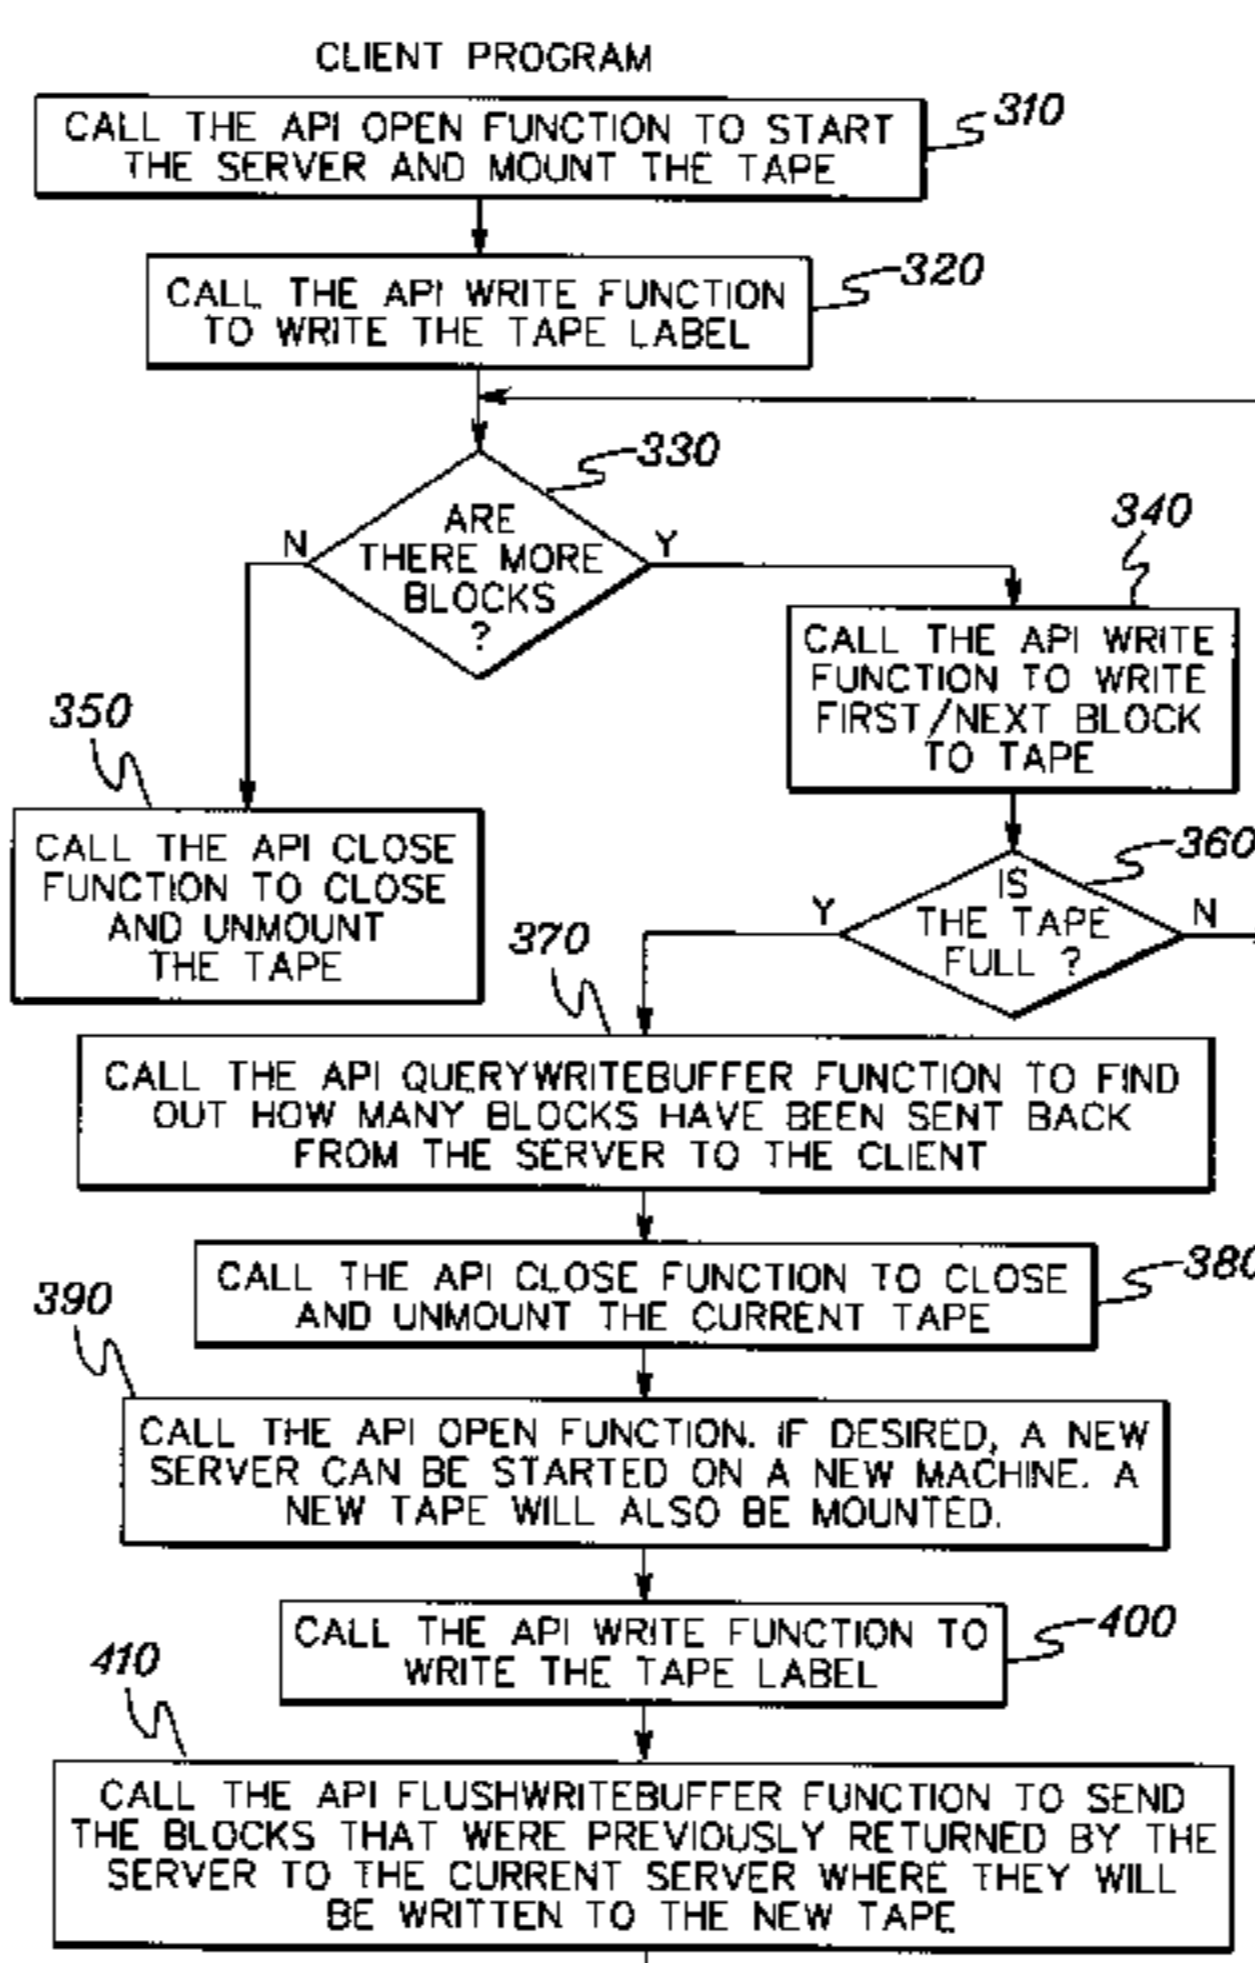 CLIENT PROGRAM
CALL THE API OPEN FUNCTION TO START
THE SERVER AND MOUNT THE TAPE
310
CALL THE API WRITE FUNCTION
TO WRITE THE TAPE LABEL
320
330
ARE
THERE MORE
BLOCKS
?
N
Y
340
CALL THE API WRITE
FUNCTION TO WRITE
FIRST/NEXT BLOCK
TO TAPE
350
CALL THE API CLOSE
FUNCTION TO CLOSE
AND UNMOUNT
THE TAPE
360
IS
THE TAPE
FULL ?
Y
N
370
CALL THE API QUERYWRITEBUFFER FUNCTION TO FIND
OUT HOW MANY BLOCKS HAVE BEEN SENT BACK
FROM THE SERVER TO THE CLIENT
380
CALL THE API CLOSE FUNCTION TO CLOSE
AND UNMOUNT THE CURRENT TAPE
390
CALL THE API OPEN FUNCTION. IF DESIRED, A NEW
SERVER CAN BE STARTED ON A NEW MACHINE. A
NEW TAPE WILL ALSO BE MOUNTED.
CALL THE API WRITE FUNCTION TO
WRITE THE TAPE LABEL
400
410
CALL THE API FLUSHWRITEBUFFER FUNCTION TO SEND
THE BLOCKS THAT WERE PREVIOUSLY RETURNED BY THE
SERVER TO THE CURRENT SERVER WHERE THEY WILL
BE WRITTEN TO THE NEW TAPE